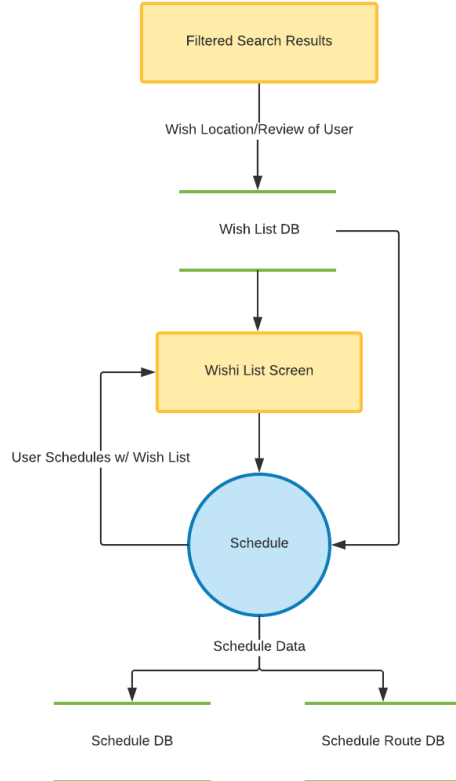 Filtered Search Results
Wish Location/Review of User
Wish List DB
Wishi List Screen
User Schedules w/ Wish List
Schedule
Schedule Data
Schedule DB
Schedule Route DB